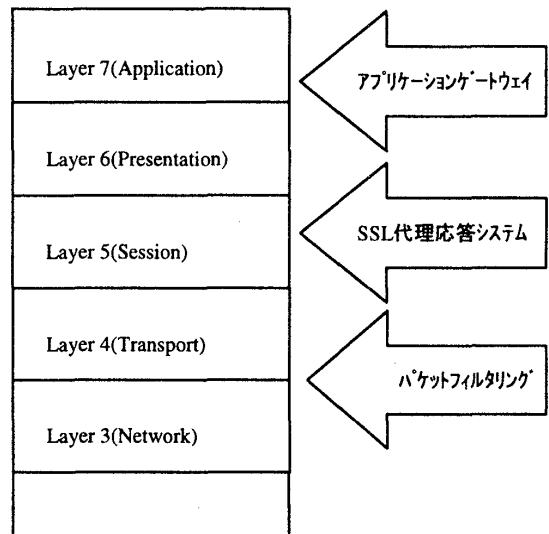 Layer 7(Application)
アプリケーションゲートウェイ
Layer 6(Presentation)
SSL代理応答システム
Layer 5(Session)
Layer 4(Transport)
パケットフィルタリング
Layer 3(Network)